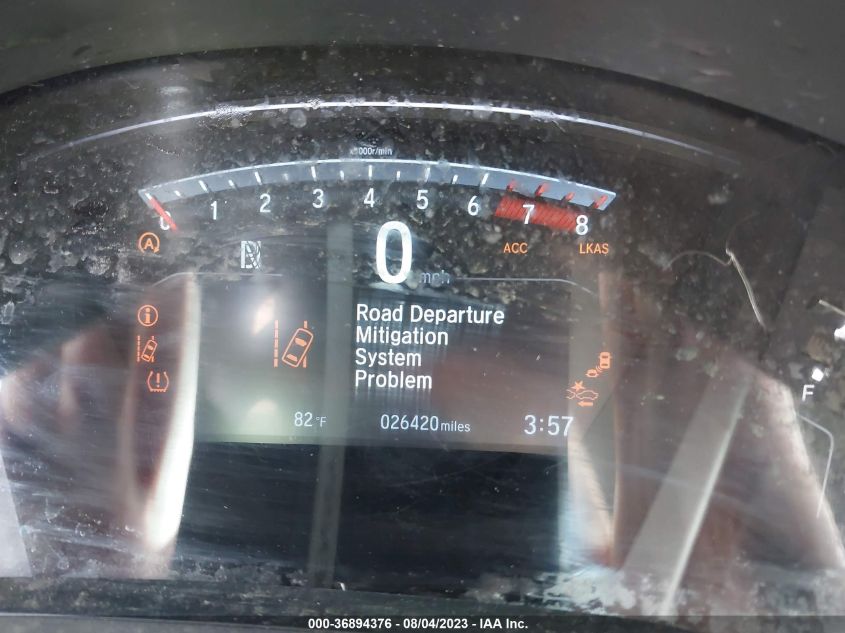 x1000r/min
0 1 2 3 4 5 6 7 8
A
N
0 mph
ACC
LKAS
i
Road Departure
Mitigation
System
Problem
!
82°F
026420 miles
3:57
F
000-36894376 - 08/04/2023 - IAA Inc.